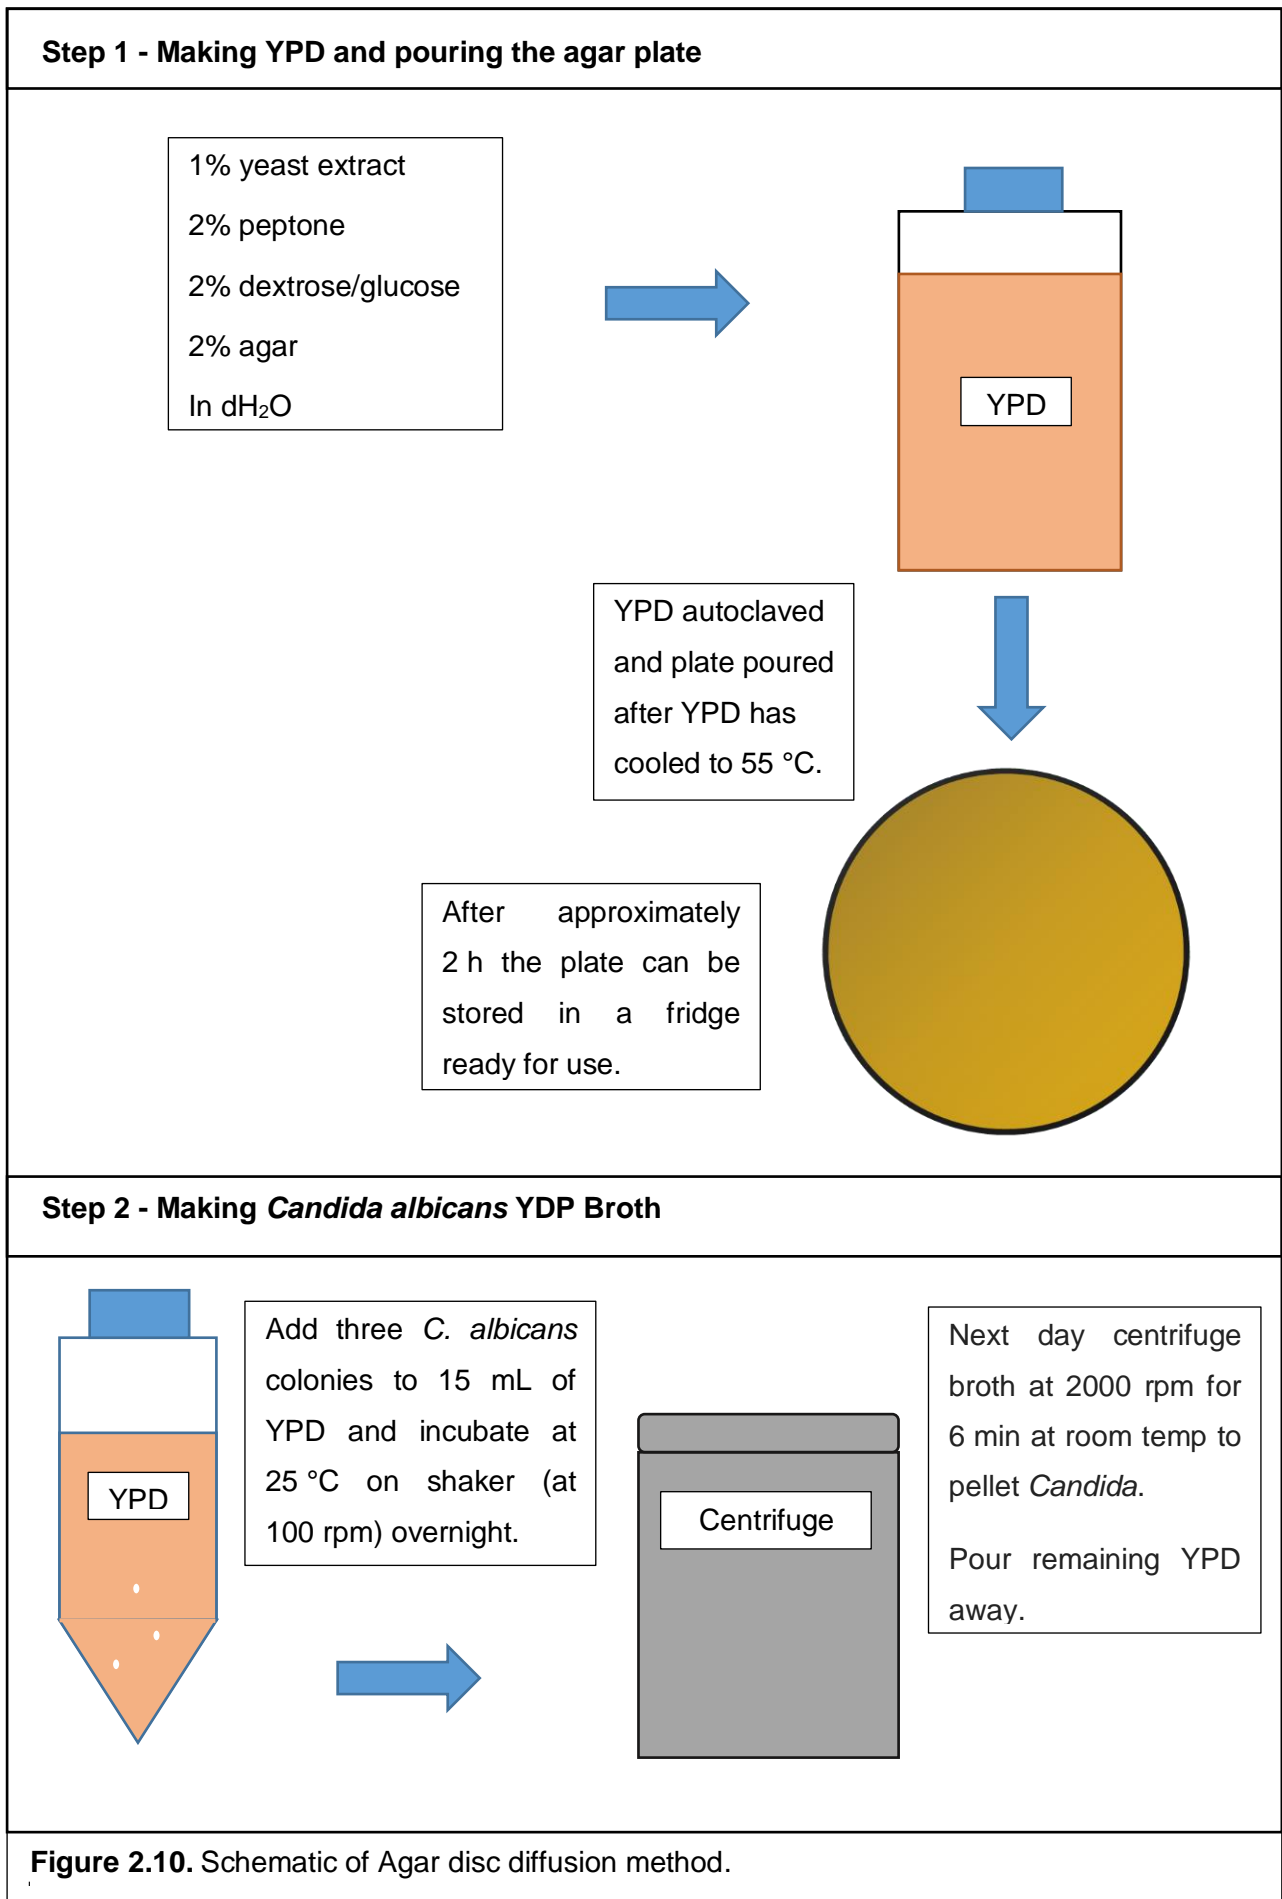 Step 1 - Making YPD and pouring the agar plate
1% yeast extract
2% peptone
2% dextrose/glucose
2% agar
In dH₂O
YPD
YPD autoclaved
and plate poured
after YPD has
cooled to 55 °C.
After approximately
2 h the plate can be
stored in a fridge
ready for use.
Step 2 - Making Candida albicans YDP Broth
YPD
Add three C. albicans
colonies to 15 mL of
YPD and incubate at
25 °C on shaker (at
100 rpm) overnight.
Centrifuge
Next day centrifuge
broth at 2000 rpm for
6 min at room temp to
pellet Candida.
Pour remaining YPD
away.
Figure 2.10. Schematic of Agar disc diffusion method.